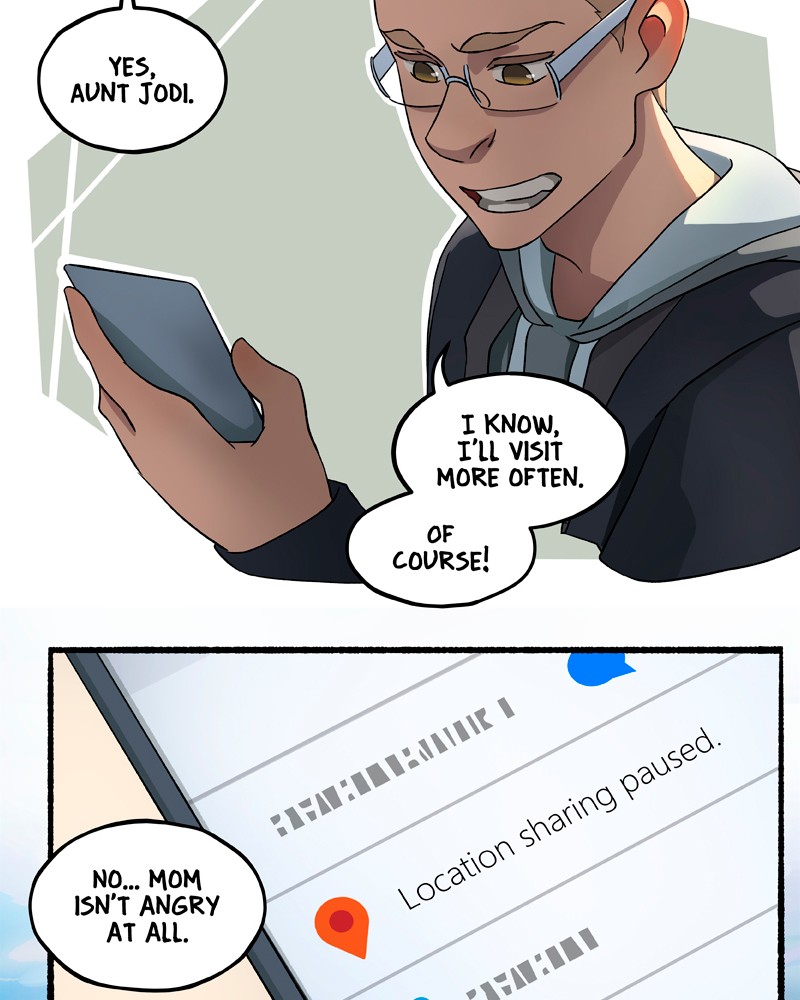 YES,
AUNT JODI.
I KNOW,
I'LL VISIT
MORE OFTEN.
OF
COURSE!
Location sharing paused.
NO... MOM
ISN'T ANGRY
AT ALL.